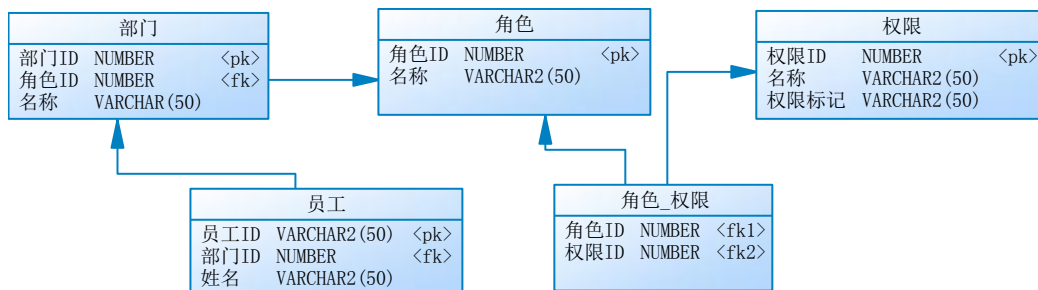 部门
部门ID NUMBER <pk>
角色ID NUMBER <fk>
名称 VARCHAR(50)
角色
角色ID NUMBER <pk>
名称 VARCHAR2(50)
权限
权限ID NUMBER <pk>
名称 VARCHAR2(50)
权限标记 VARCHAR2(50)
员工
员工ID VARCHAR2(50) <pk>
部门ID NUMBER <fk>
姓名 VARCHAR2(50)
角色_权限
角色ID NUMBER <fk1>
权限ID NUMBER <fk2>